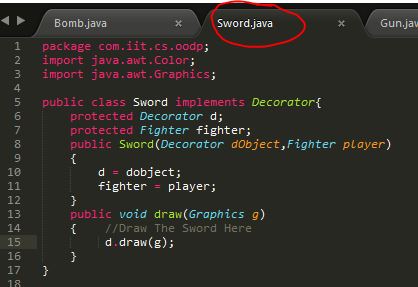 Bomb.java × Sword.java × Gun.java
1 package com.iit.cs.oodp;
2 import java.awt.Color;
3 import java.awt.Graphics;
4
5 public class Sword implements Decorator{
6 protected Decorator d;
7 protected Fighter fighter;
8 public Sword(Decorator dObject,Fighter player)
9 {
10 d = dobject;
11 fighter = player;
12 }
13 public void draw(Graphics g)
14 { //Draw The Sword Here
15 d.draw(g);
16 }
17 }
18